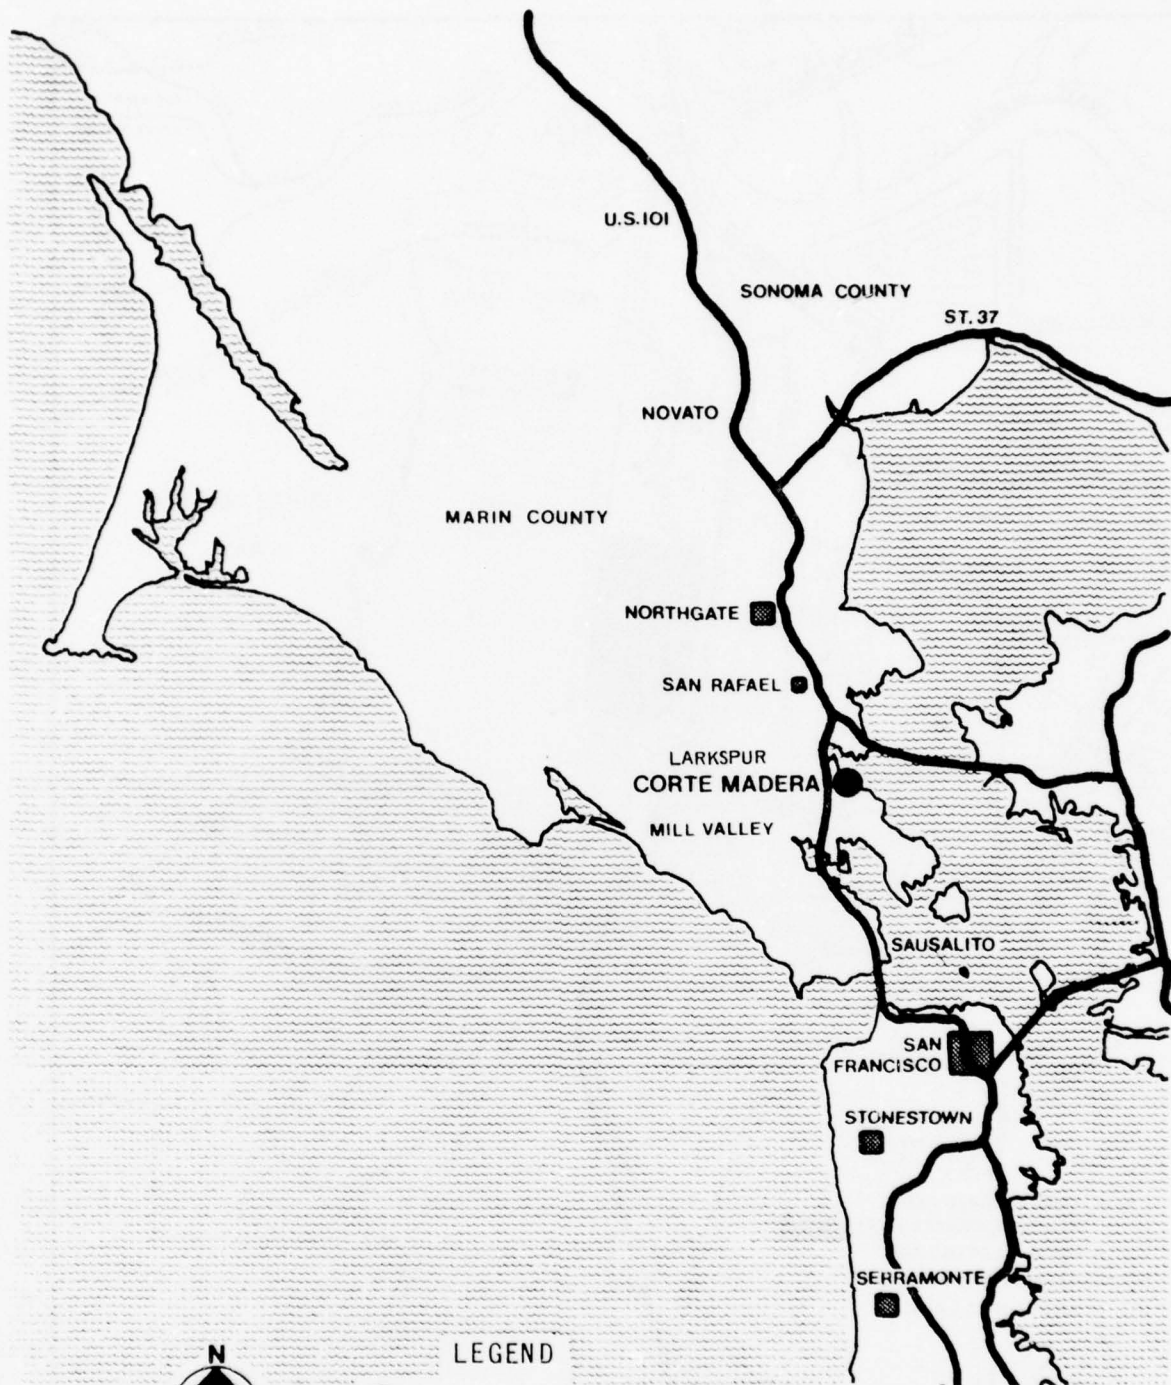 U.S.101
SONOMA COUNTY
ST. 37
NOVATO
MARIN COUNTY
NORTHGATE
SAN RAFAEL
LARKSPUR
CORTE MADERA
MILL VALLEY
SAUSALITO
SAN
FRANCISCO
STONESTOWN
SERRAMONTE
N
LEGEND